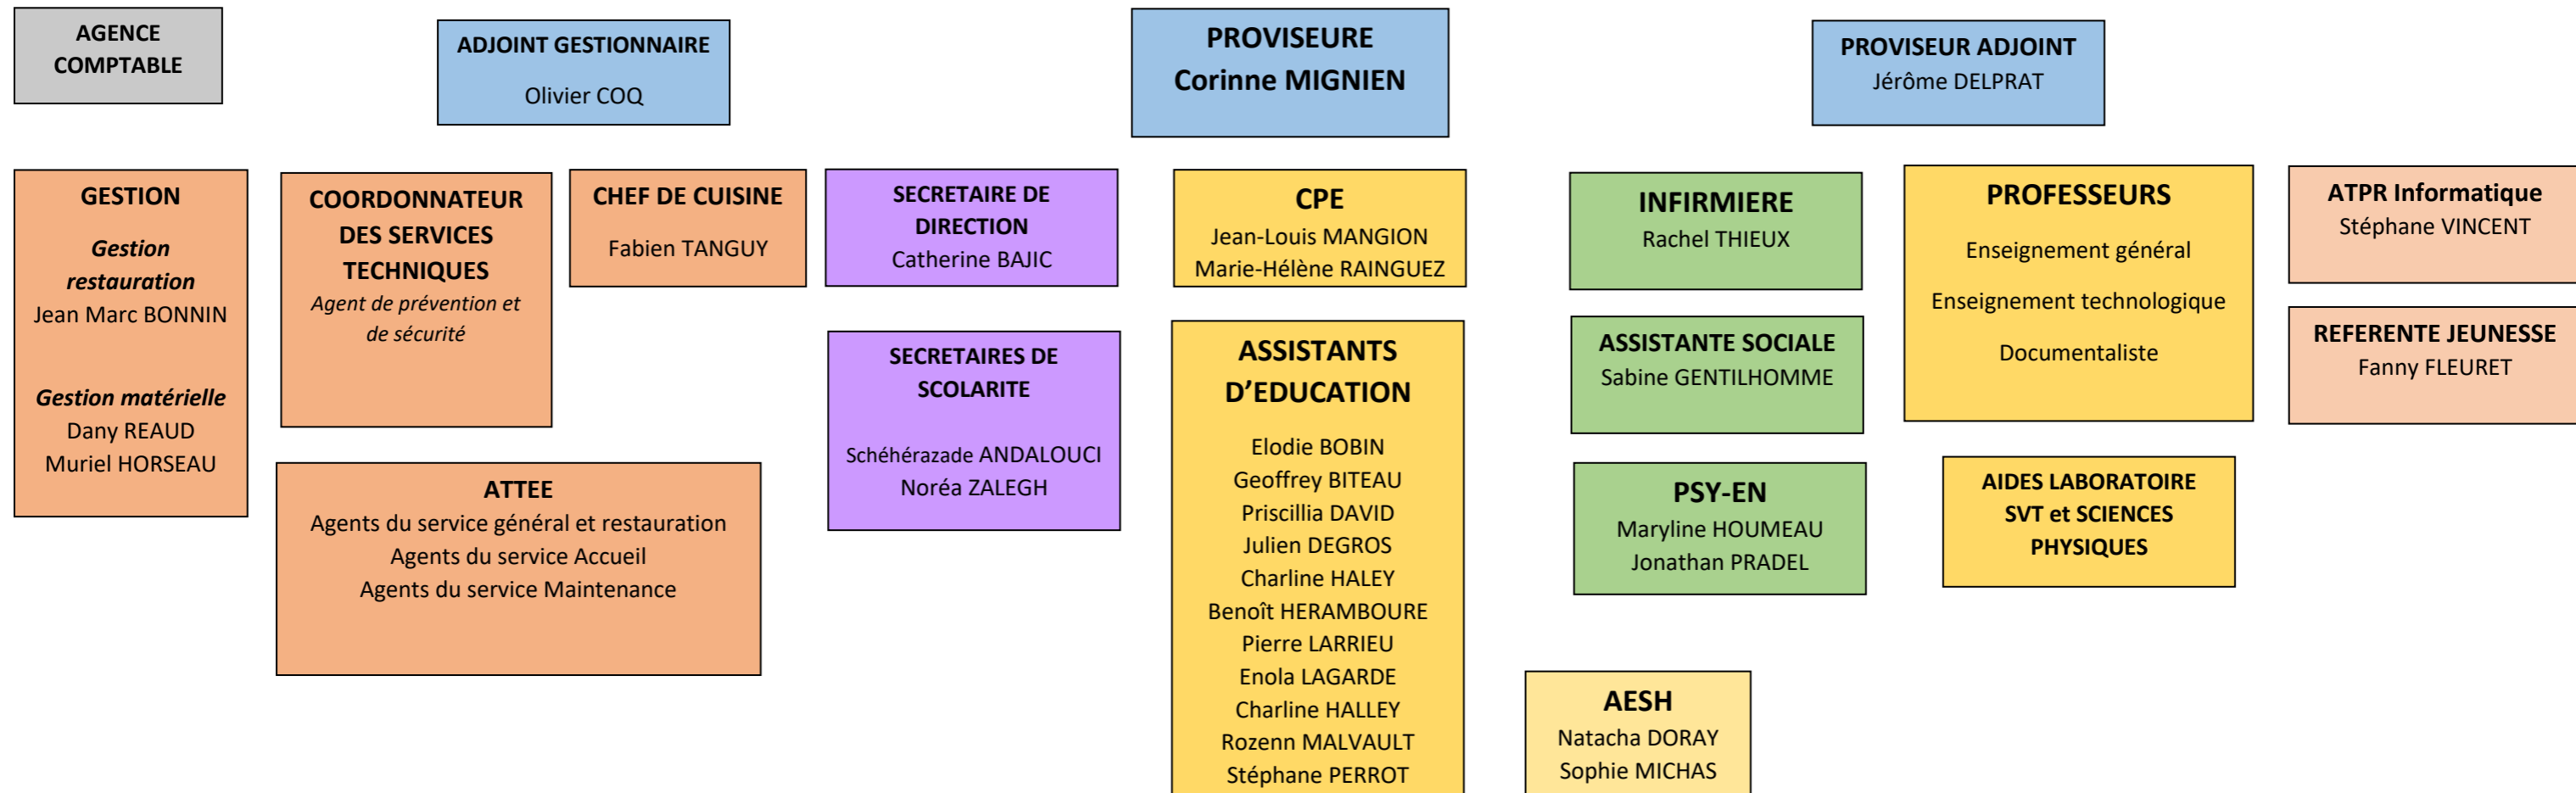 AGENCE
COMPTABLE
ADJOINT GESTIONNAIRE
Olivier COQ
PROVISEURE
Corinne MIGNIEN
PROVISEUR ADJOINT
Jérôme DELPRAT
GESTION
Gestion
restauration
Jean Marc BONNIN
Gestion matérielle
Dany REAUD
Muriel HORSEAU
COORDONNATEUR
DES SERVICES
TECHNIQUES
Agent de prévention et
de sécurité
CHEF DE CUISINE
Fabien TANGUY
ATTEE
Agents du service général et restauration
Agents du service Accueil
Agents du service Maintenance
SECRETAIRE DE
DIRECTION
Catherine BAJIC
SECRETAIRES DE
SCOLARITE
Schéhérazade ANDALOUCI
Noréa ZALEGH
CPE
Jean-Louis MANGION
Marie-Hélène RAINGUEZ
ASSISTANTS
D’EDUCATION
Elodie BOBIN
Geoffrey BITEAU
Priscillia DAVID
Julien DEGROS
Charline HALEY
Benoît HERAMBOURE
Pierre LARRIEU
Enola LAGARDE
Charline HALLEY
Rozenn MALVAULT
Stéphane PERROT
INFIRMIERE
Rachel THIEUX
ASSISTANTE SOCIALE
Sabine GENTILHOMME
PSY-EN
Maryline HOUMEAU
Jonathan PRADEL
AESH
Natacha DORAY
Sophie MICHAS
PROFESSEURS
Enseignement général
Enseignement technologique
Documentaliste
AIDES LABORATOIRE
SVT et SCIENCES
PHYSIQUES
ATPR Informatique
Stéphane VINCENT
REFERENTE JEUNESSE
Fanny FLEURET